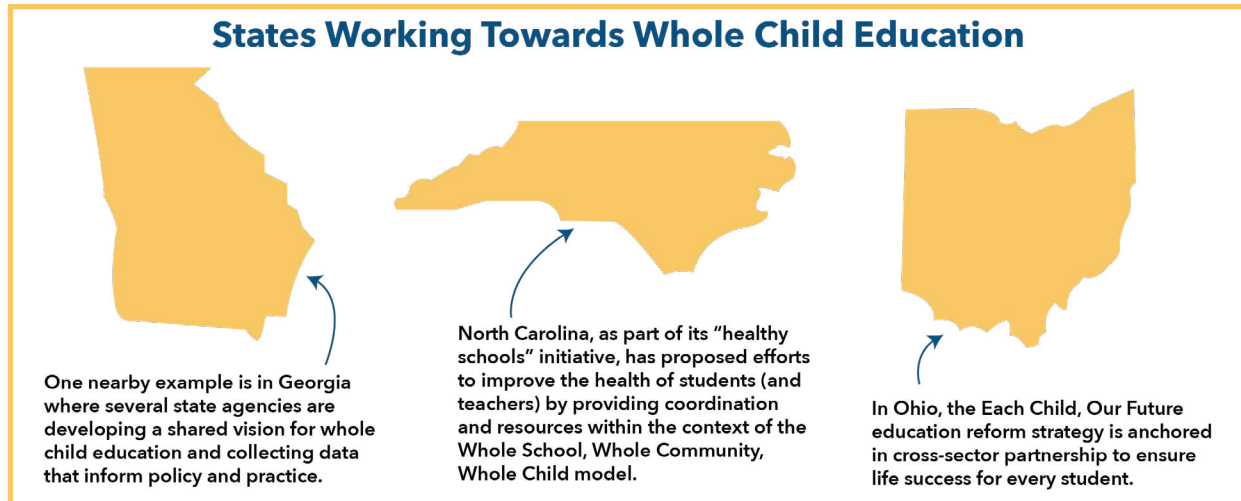 States Working Towards Whole Child Education
One nearby example is in Georgia
where several state agencies are
developing a shared vision for whole
child education and collecting data
that inform policy and practice.
North Carolina, as part of its “healthy
schools” initiative, has proposed efforts
to improve the health of students (and
teachers) by providing coordination
and resources within the context of the
Whole School, Whole Community,
Whole Child model.
In Ohio, the Each Child, Our Future
education reform strategy is anchored
in cross-sector partnership to ensure
life success for every student.